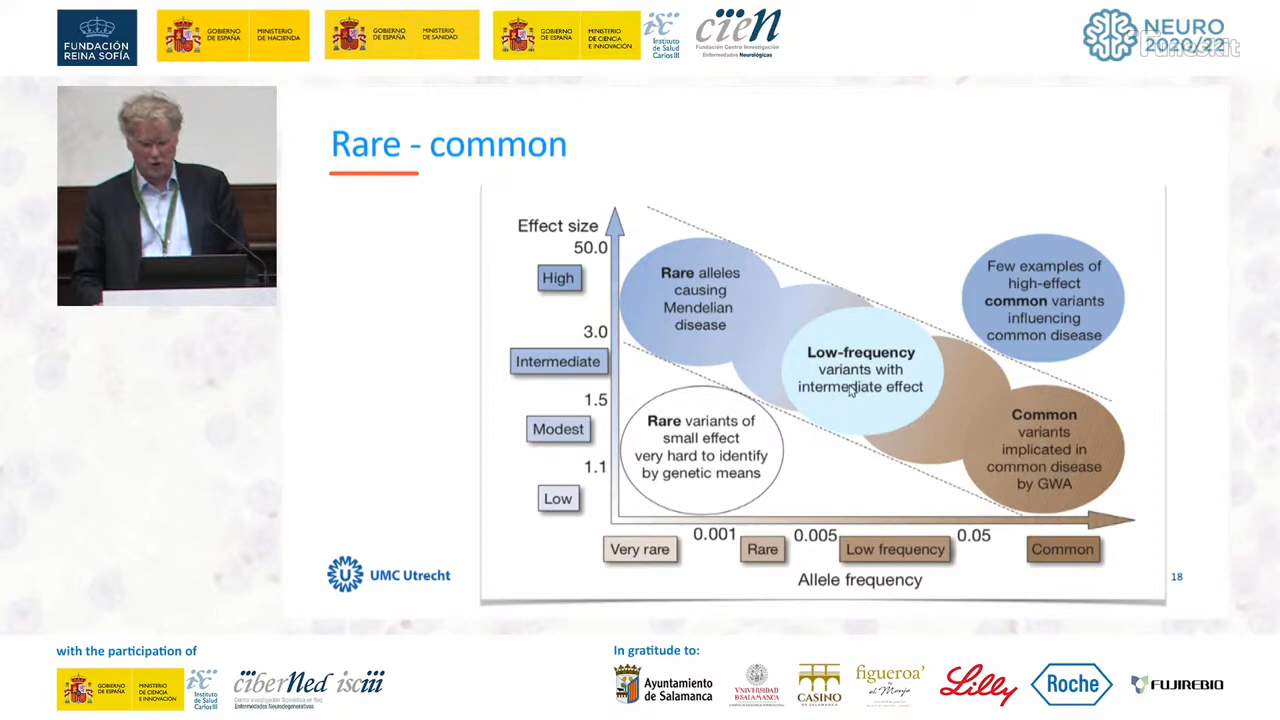 FUNDACIÓN
REINA SOFÍA
GOBIERNO
DE ESPAÑA
MINISTERIO
DE HACIENDA
GOBIERNO
DE ESPAÑA
MINISTERIO
DE SANIDAD
GOBIERNO
DE ESPAÑA
MINISTERIO
DE CIENCIA
E INNOVACIÓN
isc
Instituto
de Salud
Carlos III
cien
Fundación Centro Investigación
Enfermedades Neurológicas
NEURO
2020/22
Rare - common
Effect size
50.0
High
3.0
Intermediate
1.5
Modest
1.1
Low
Rare alleles
causing
Mendelian
disease
Low-frequency
variants with
intermediate effect
Few examples of
high-effect
common variants
influencing
common disease
Rare variants of
small effect
very hard to identify
by genetic means
Common
variants
implicated in
common disease
by GWA
0.001
0.005
0.05
Very rare
Rare
Low frequency
Common
Allele frequency
UMC Utrecht
18
with the participation of
GOBIERNO
DE ESPAÑA
MINISTERIO
DE CIENCIA
E INNOVACIÓN
isc
Instituto
de Salud
Carlos III
ciberNed isciii
Enfermedades Neurodegenerativas
In gratitude to:
Ayuntamiento
de Salamanca
VNIVERSIDAD
D SALAMANCA
CASINO
DE SALAMANCA
figueroa'
by
el Monje
Lilly
Roche
FUJIREBIO